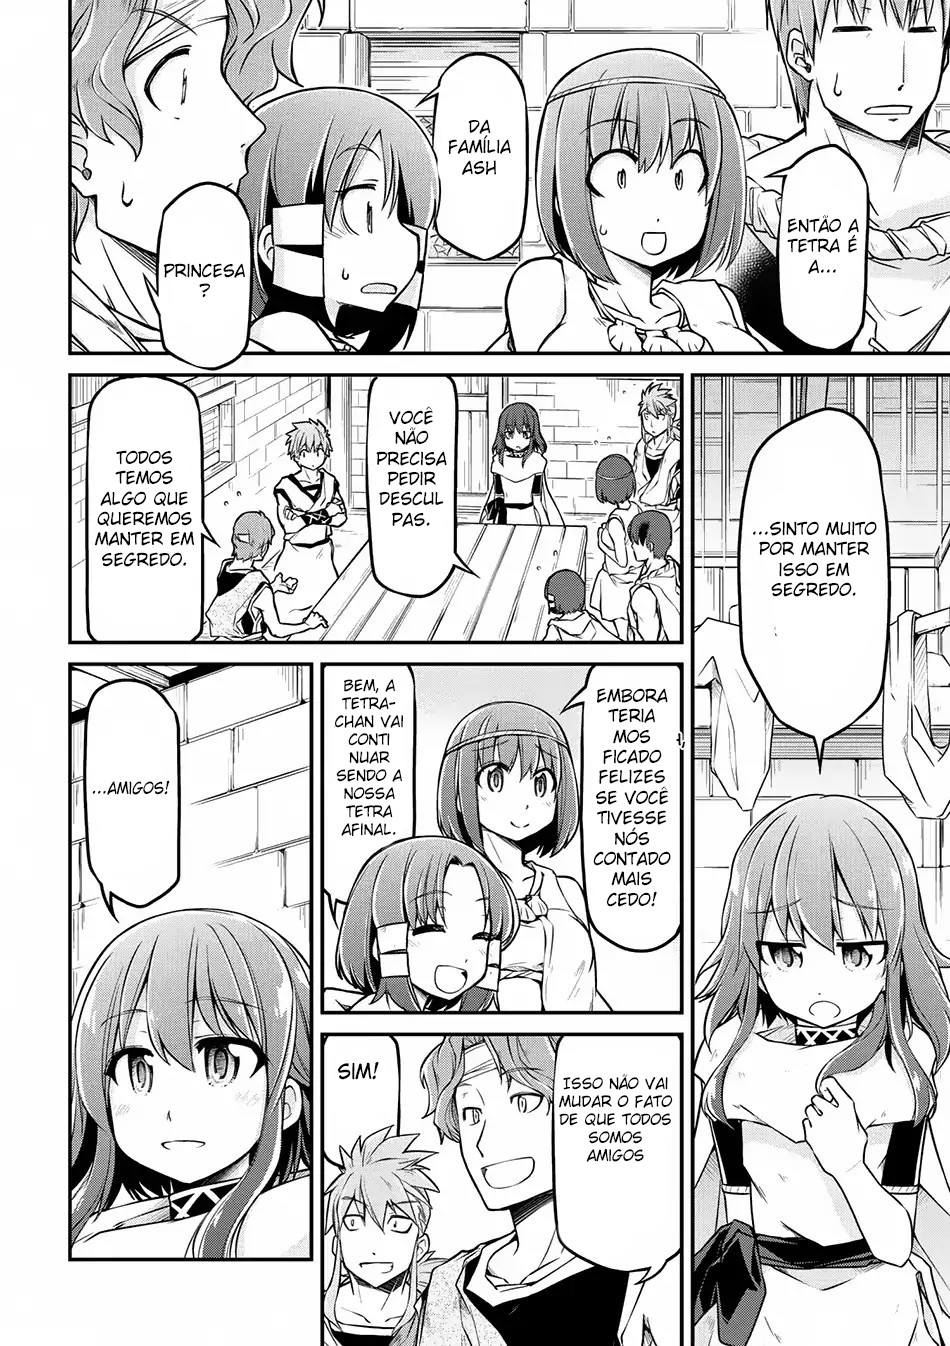 ENTÃO A
TETRA É
A...
DA
FAMÍLIA
ASH
PRINCESA
?
...SINTO MUITO
POR MANTER
ISSO EM
SEGREDO.
VOCÊ
NÃO
PRECISA
PEDIR
DESCUL
PAS.
TODOS
TEMOS
ALGO QUE
QUEREMOS
MANTER EM
SEGREDO.
EMBORA
TERIA
MOS
FICADO
FELIZES
SE VOCÊ
TIVESSE
NÓS
CONTADO
MAIS
CEDO!
BEM, A
TETRA-
CHAN VAI
CONTI
NUAR
SENDO A
NOSSA
TETRA
AFINAL.
ISSO NÃO VAI
MUDAR O FATO
DE QUE TODOS
SOMOS
AMIGOS
SIM!
...AMIGOS!